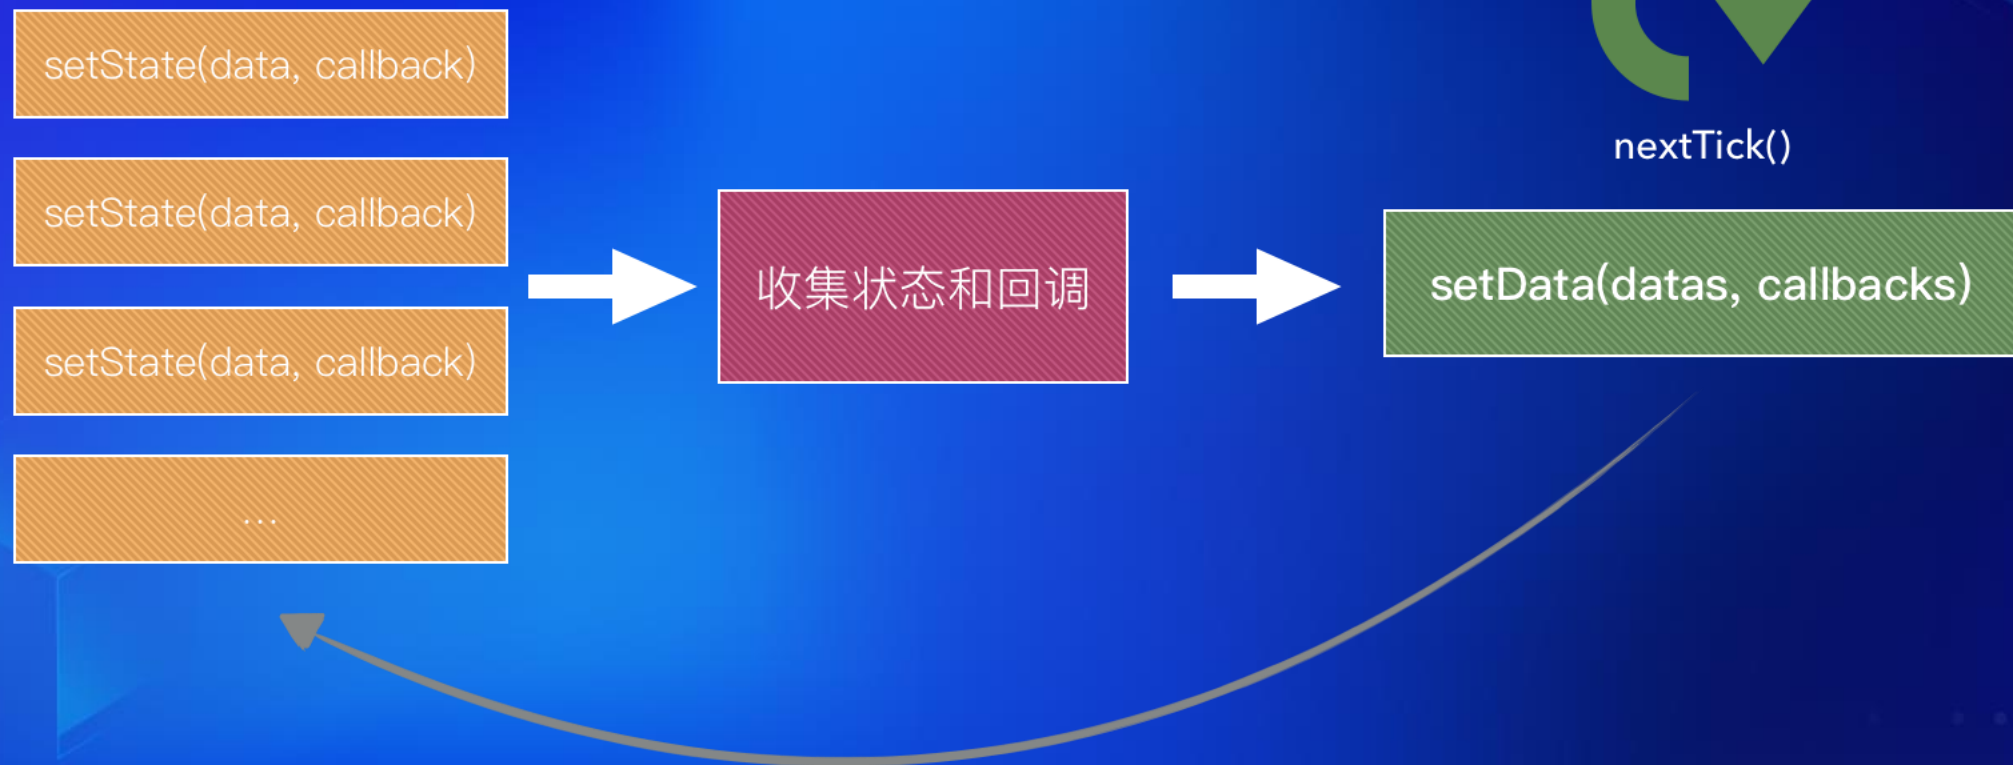 setState(data, callback)
setState(data, callback)
setState(data, callback)
...
收集状态和回调
nextTick()
setData(datas, callbacks)